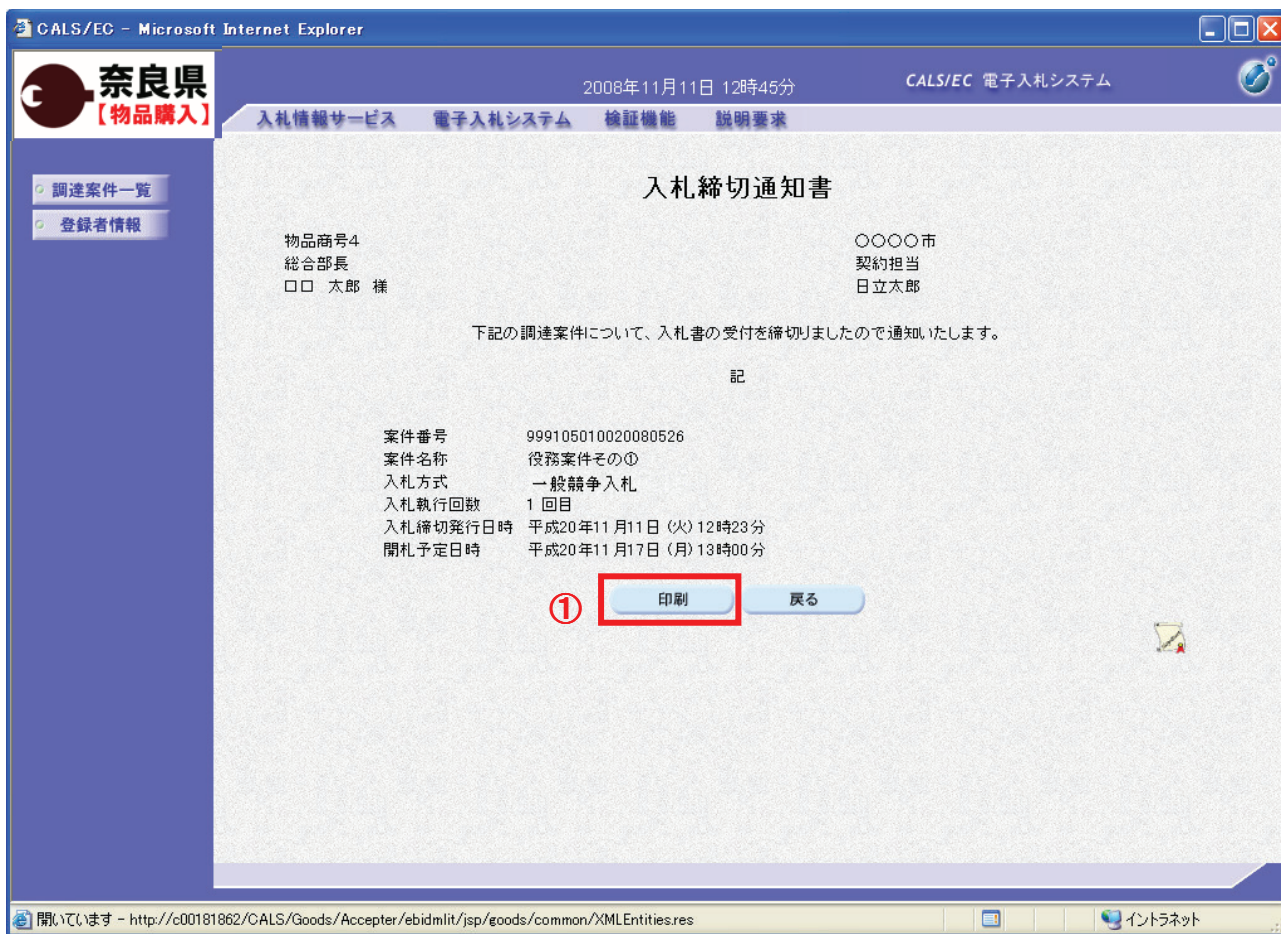 CALS/EC - Microsoft Internet Explorer
奈良県
【物品購入】
2008年11月11日 12時45分
CALS/EC 電子入札システム
入札情報サービス 電子入札システム 検証機能 説明要求
調達案件一覧
登録者情報
入札締切通知書
物品商号4 〇〇〇〇市
総合部長 契約担当
口口 太郎 様 日立太郎
下記の調達案件について、入札書の受付を締切りましたので通知いたします。
記
案件番号 999105010020080526
案件名称 役務案件その①
入札方式 一般競争入札
入札執行回数 1 回目
入札締切発行日時 平成20年11月11日 (火) 12時23分
開札予定日時 平成20年11月17日 (月) 13時00分
① 印刷 戻る
開いています - http://c00181862/CALS/Goods/Accepter/ebidmlit/jsp/goods/common/XMLEntities.res イントラネット